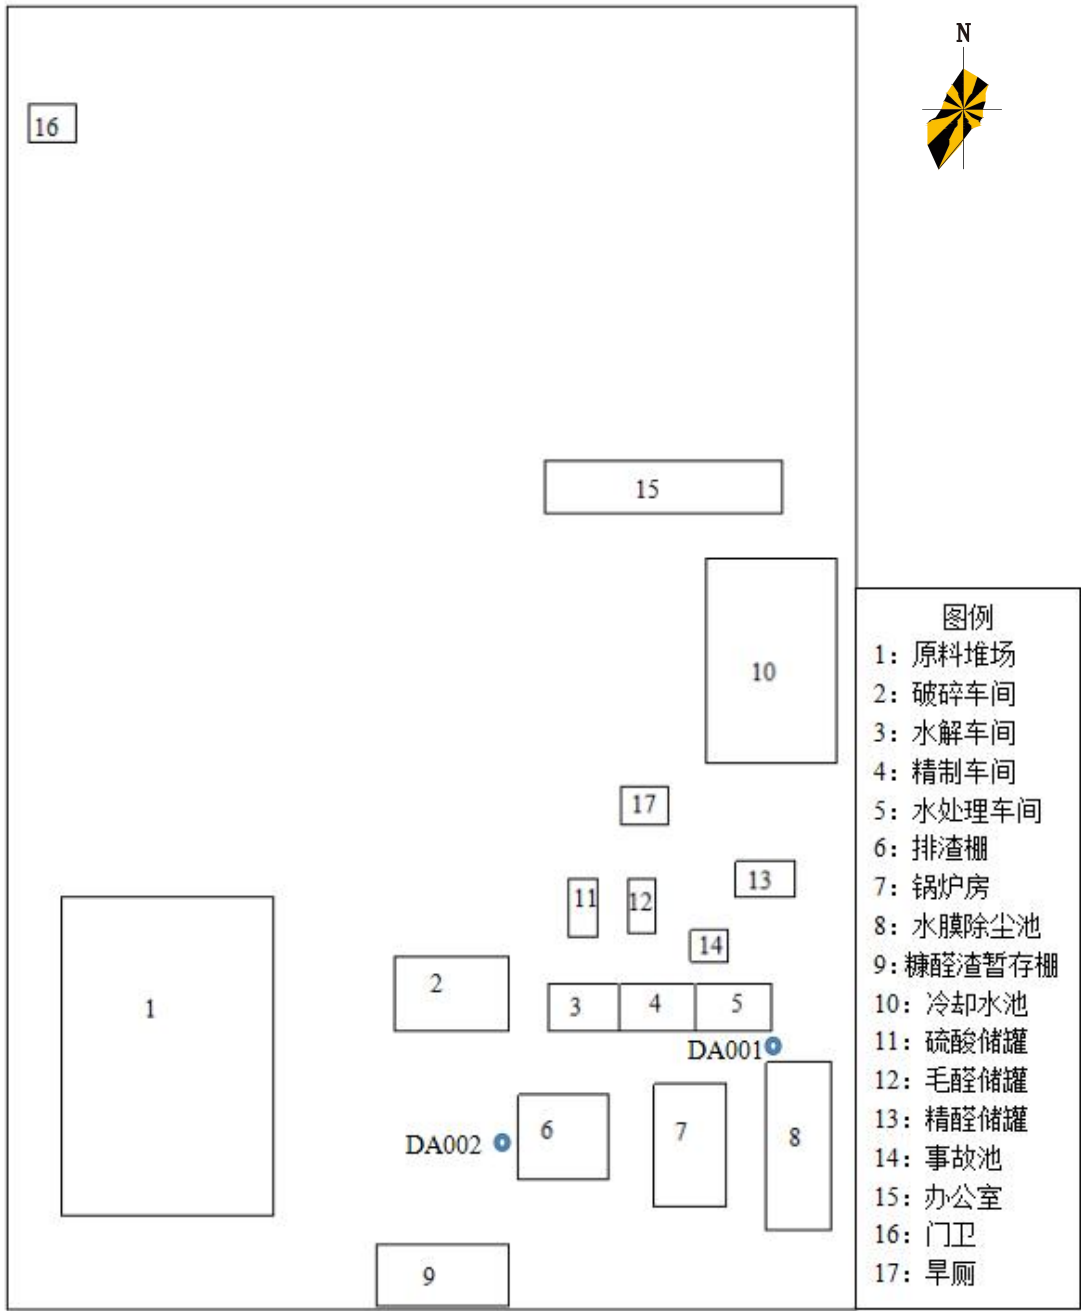 N
16
15
10
17
13
11
12
14
2
1
3
4
5
DA001
6
7
8
DA002
9
图例
1：原料堆场
2：破碎车间
3：水解车间
4：精制车间
5：水处理车间
6：排渣棚
7：锅炉房
8：水膜除尘池
9：糠醛渣暂存棚
10：冷却水池
11：硫酸储罐
12：毛醛储罐
13：精醛储罐
14：事故池
15：办公室
16：门卫
17：旱厕